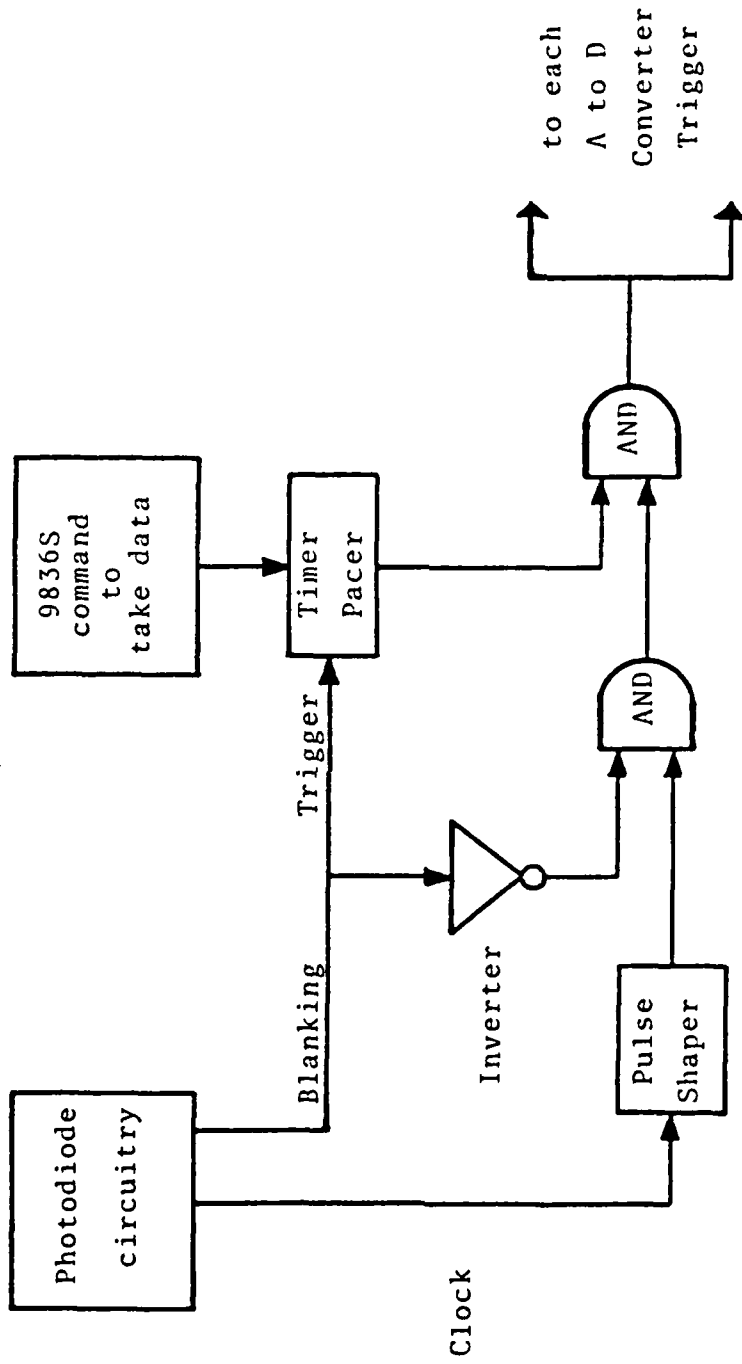 Photodiode
circuitry
9836S
command
to
take data
Blanking
Trigger
Timer
Pacer
Inverter
Clock
Pulse
Shaper
AND
AND
to each
A to D
Converter
Trigger